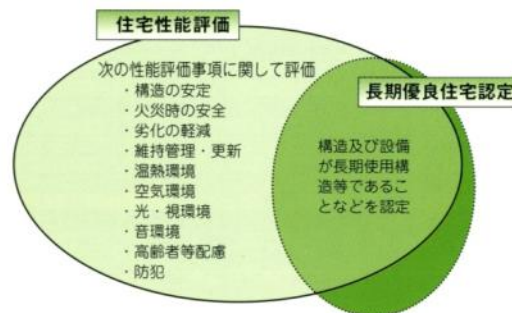 住宅性能評価
次の性能評価事項に関して評価
・構造の安定
・火災時の安全
・劣化の軽減
・維持管理・更新
・温熱環境
・空気環境
・光・視環境
・音環境
・高齢者等配慮
・防犯
長期優良住宅認定
構造及び設備
が長期使用構
造等であるこ
となどを認定